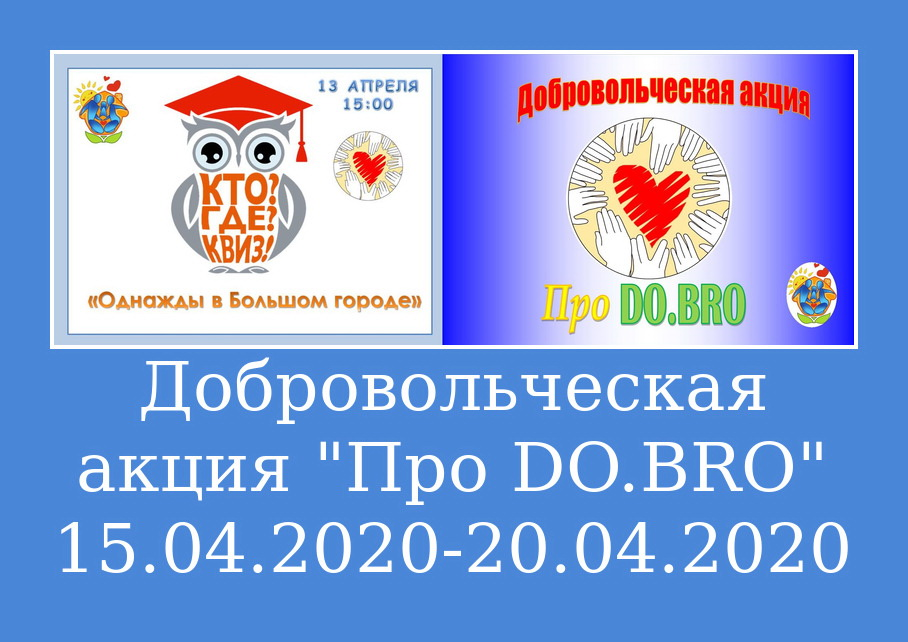 13 АПРЕЛЯ
15:00
КТО?
ГДЕ?
КВИЗ!
«Однажды в Большом городе»
Добровольческая акция
Про DO.BRO
Добровольческая
акция "Про DO.BRO"
15.04.2020-20.04.2020